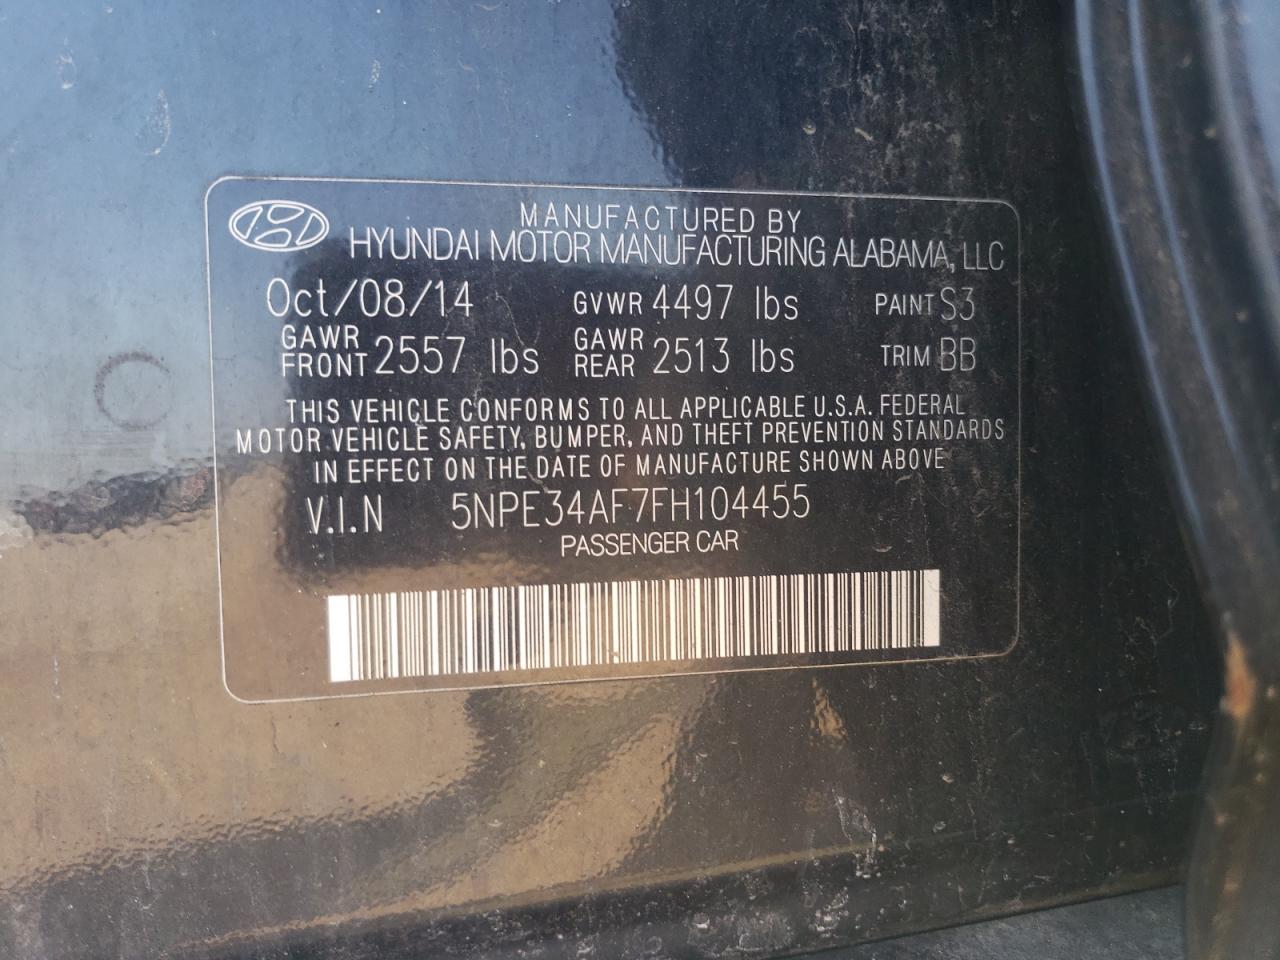 MANUFACTURED BY
HYUNDAI MOTOR MANUFACTURING ALABAMA, LLC
Oct/08/14 GVWR 4497 lbs PAINT S3
GAWR FRONT 2557 lbs GAWR REAR 2513 lbs TRIM BB
THIS VEHICLE CONFORMS TO ALL APPLICABLE U.S.A. FEDERAL
MOTOR VEHICLE SAFETY, BUMPER, AND THEFT PREVENTION STANDARDS
IN EFFECT ON THE DATE OF MANUFACTURE SHOWN ABOVE
V.I.N 5NPE34AF7FH104455
PASSENGER CAR